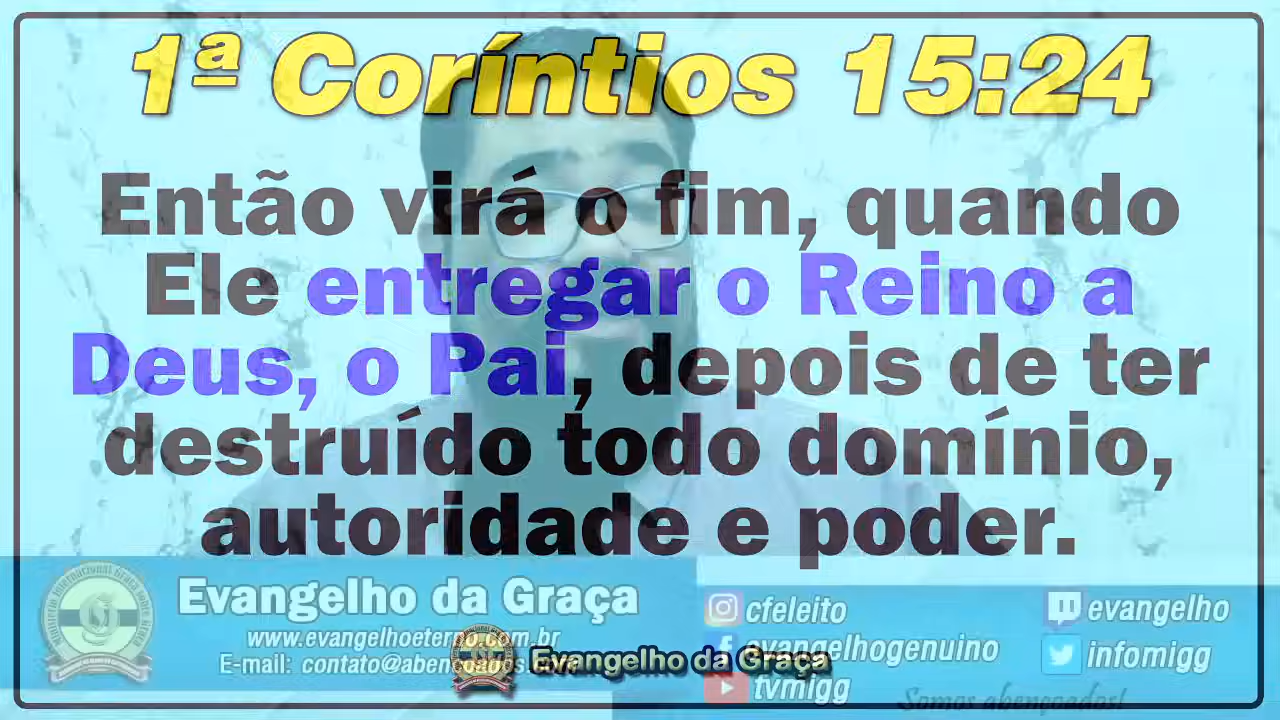 1ª Coríntios 15:24
Então virá o fim, quando
Ele entregar o Reino a
Deus, o Pai, depois de ter
destruído todo domínio,
autoridade e poder.
Evangelho da Graça
www.evangelhoeterno.com.br
E-mail: contato@abencoados
Evangelho da Graça
cfeleito
evangelhogenuino
tvmigg
evangelho
infomigg
Somos abençoados!